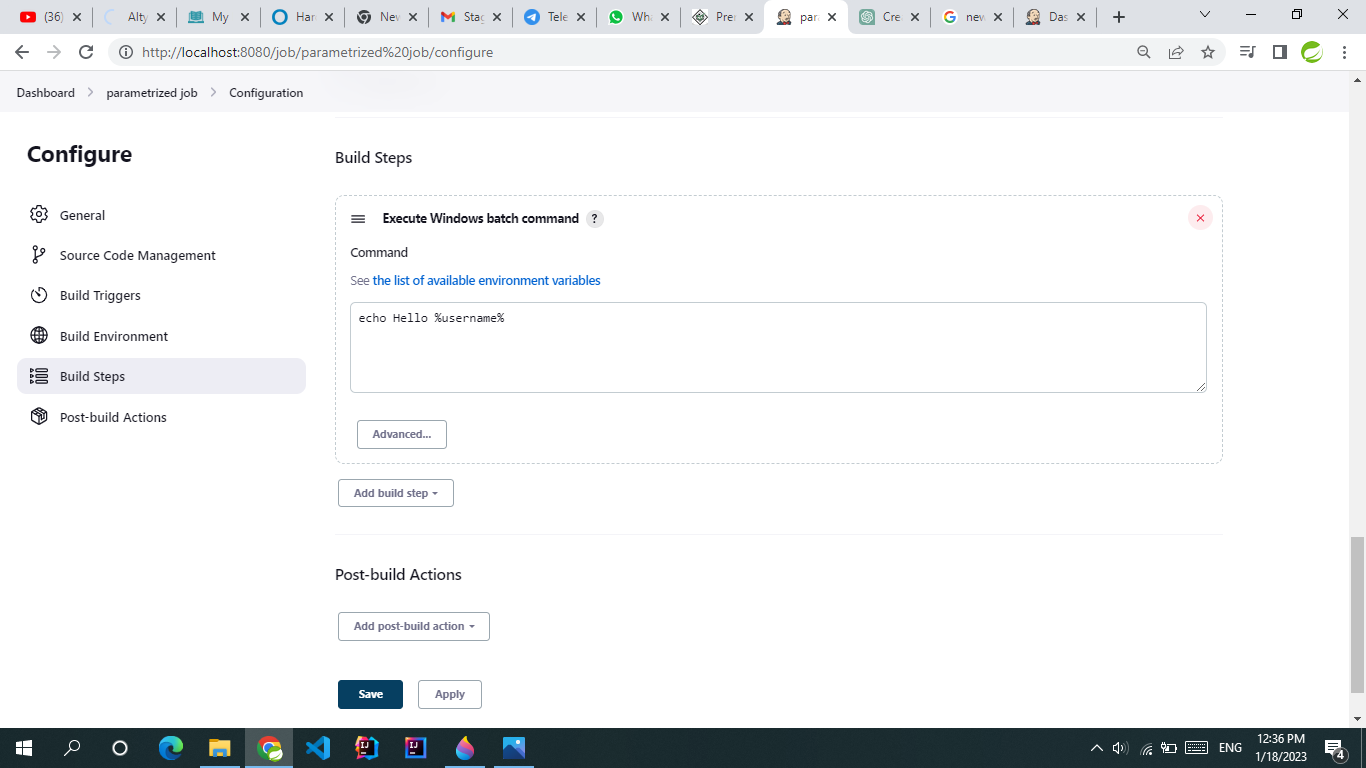 (36)
Alty
My
Har
New
Stag
Tele
Wha
Prer
par
Crea
new
Das
http://localhost:8080/job/parametrized%20job/configure
Dashboard > parametrized job > Configuration
Configure
General
Source Code Management
Build Triggers
Build Environment
Build Steps
Post-build Actions
Build Steps
Execute Windows batch command ?
Command
See the list of available environment variables
echo Hello %username%
Advanced...
Add build step
Post-build Actions
Add post-build action
Save
Apply
ENG
12:36 PM
1/18/2023
4